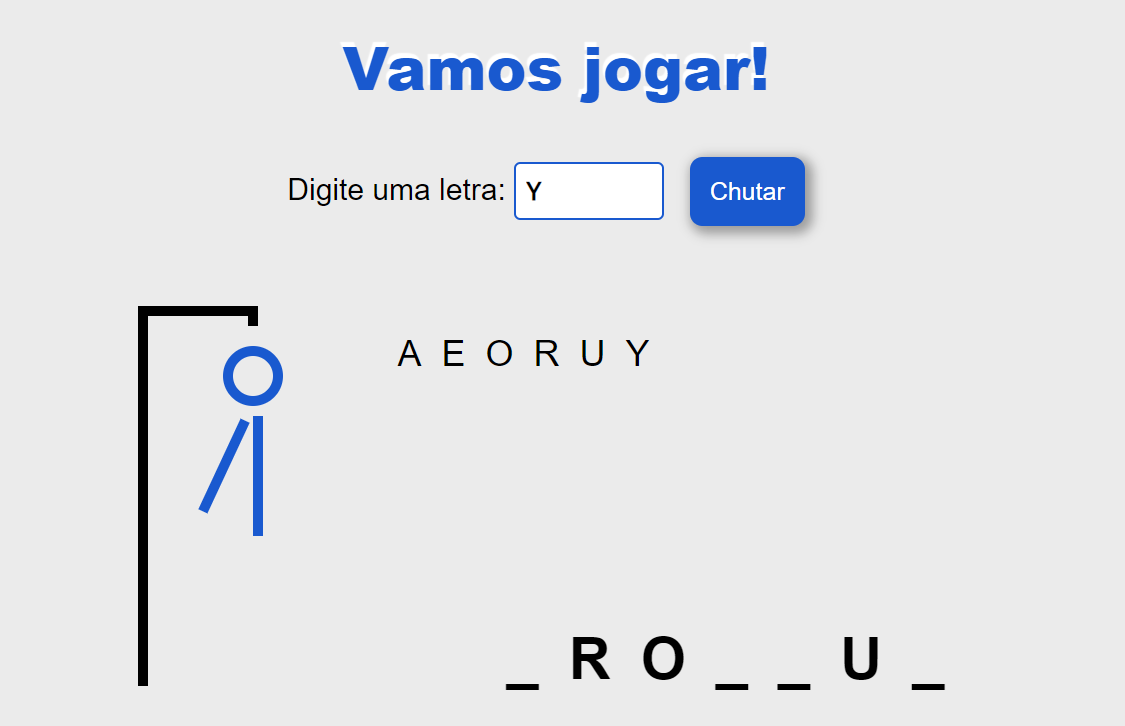 Vamos jogar!
Digite uma letra: Y Chutar
A E O R U Y
_ R O _ _ U _